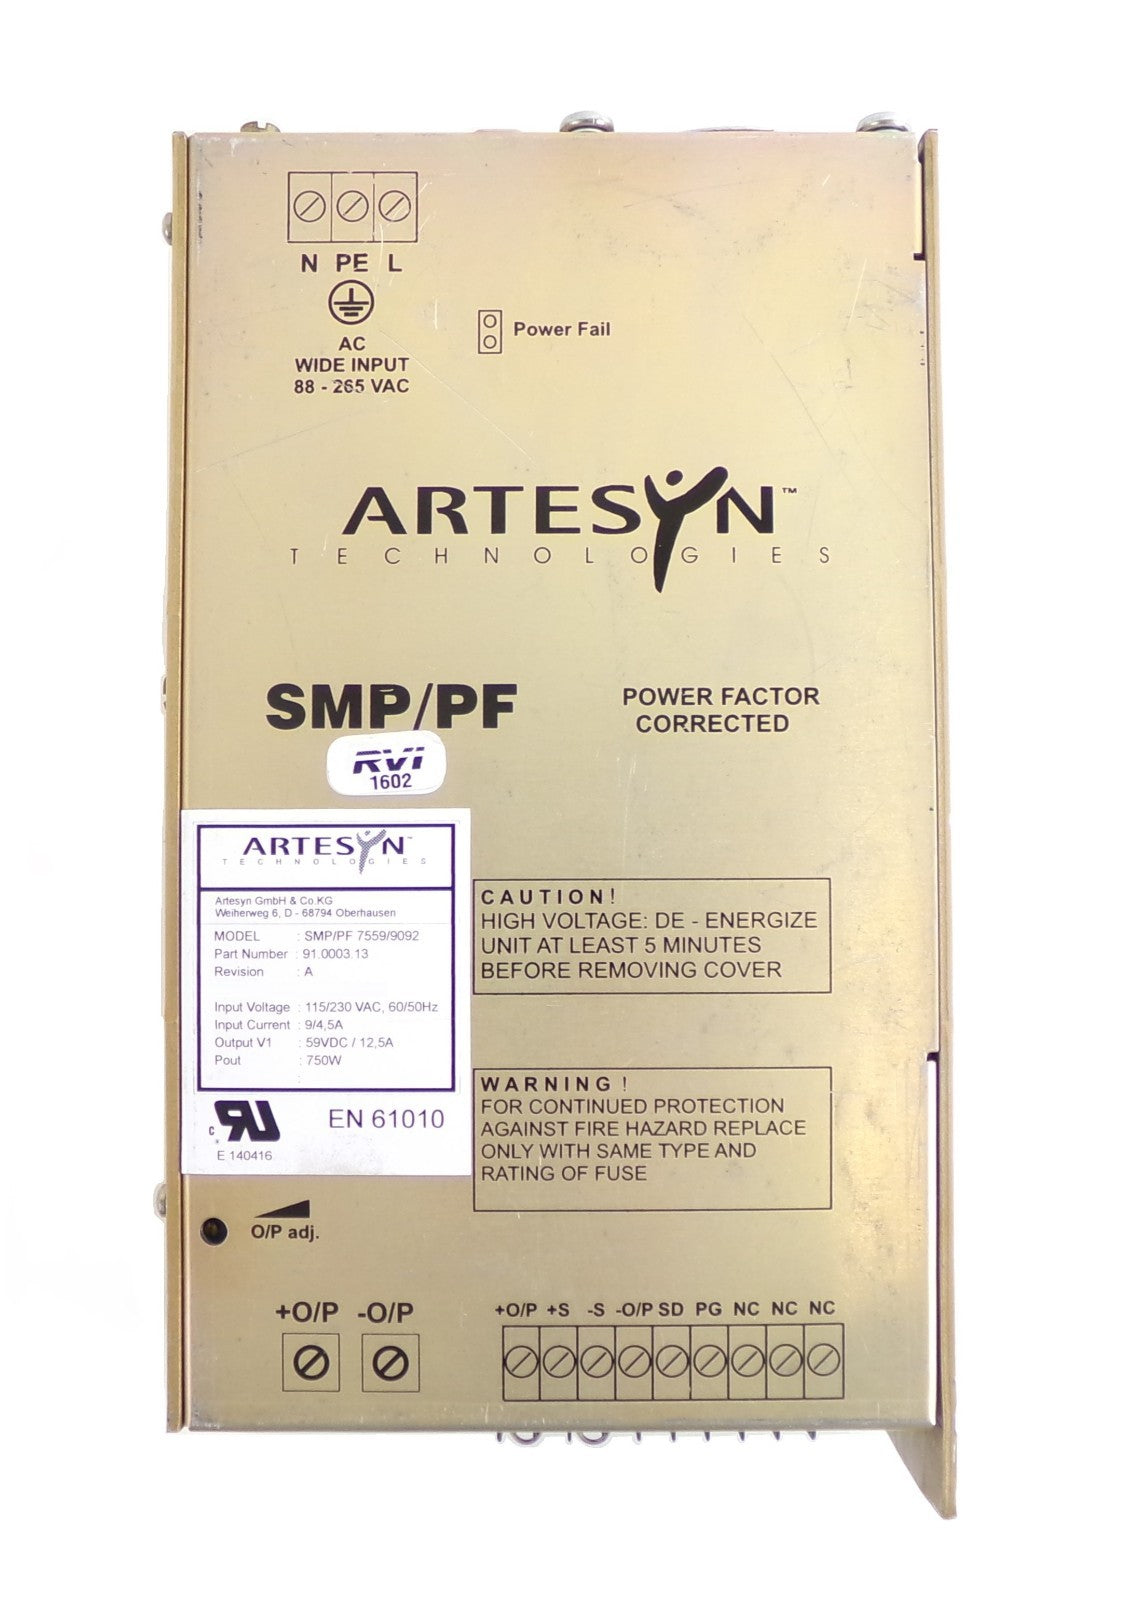 N PE L
AC
WIDE INPUT
88 - 265 VAC
Power Fail
ARTESYN™
TECHNOLOGIES
SMP/PF
POWER FACTOR
CORRECTED
RVi
1602
ARTESYN™
TECHNOLOGIES
Artesyn GmbH & Co.KG
Weiherweg 6, D - 68794 Oberhausen
MODEL : SMP/PF 7559/9092
Part Number : 91.0003.13
Revision : A
Input Voltage : 115/230 VAC, 60/50Hz
Input Current : 9/4,5A
Output V1 : 59VDC / 12,5A
Pout : 750W
c RU ®
E 140416
EN 61010
CAUTION!
HIGH VOLTAGE: DE - ENERGIZE
UNIT AT LEAST 5 MINUTES
BEFORE REMOVING COVER
WARNING!
FOR CONTINUED PROTECTION
AGAINST FIRE HAZARD REPLACE
ONLY WITH SAME TYPE AND
RATING OF FUSE
O/P adj.
+O/P -O/P
+O/P +S -S -O/P SD PG NC NC NC